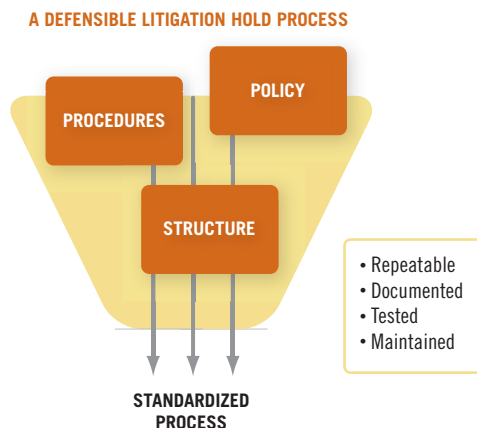 A DEFENSIBLE LITIGATION HOLD PROCESS
POLICY
PROCEDURES
STRUCTURE
• Repeatable
• Documented
• Tested
• Maintained
STANDARDIZED
PROCESS